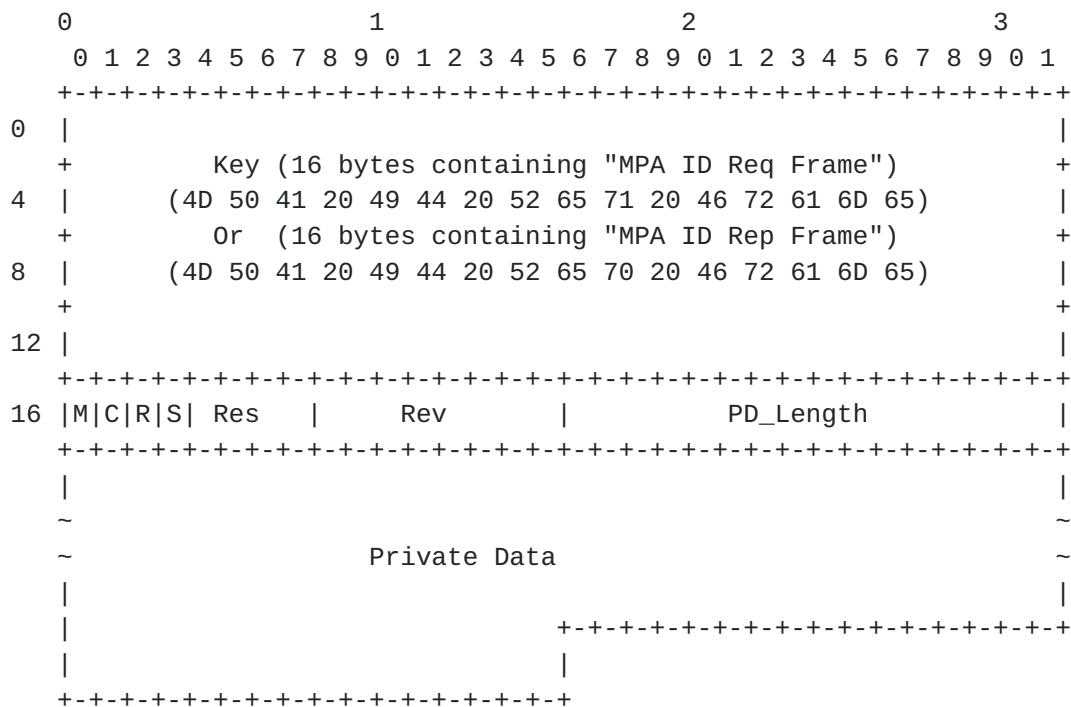 0                   1                   2                   3
 0 1 2 3 4 5 6 7 8 9 0 1 2 3 4 5 6 7 8 9 0 1 2 3 4 5 6 7 8 9 0 1
   +-+-+-+-+-+-+-+-+-+-+-+-+-+-+-+-+-+-+-+-+-+-+-+-+-+-+-+-+-+-+-+-+
0  |                                                               |
   +         Key (16 bytes containing "MPA ID Req Frame")          +
4  |      (4D 50 41 20 49 44 20 52 65 71 20 46 72 61 6D 65)        |
   +         Or  (16 bytes containing "MPA ID Rep Frame")          +
8  |      (4D 50 41 20 49 44 20 52 65 70 20 46 72 61 6D 65)        |
   +                                                               +
12 |                                                               |
   +-+-+-+-+-+-+-+-+-+-+-+-+-+-+-+-+-+-+-+-+-+-+-+-+-+-+-+-+-+-+-+-+
16 |M|C|R|S| Res   |     Rev       |          PD_Length            |
   +-+-+-+-+-+-+-+-+-+-+-+-+-+-+-+-+-+-+-+-+-+-+-+-+-+-+-+-+-+-+-+-+
   |                                                               |
   ~                                                               ~
   ~                   Private Data                                ~
   |                                                               |
   |                               +-+-+-+-+-+-+-+-+-+-+-+-+-+-+-+-+
   |                               |
   +-+-+-+-+-+-+-+-+-+-+-+-+-+-+-+-+